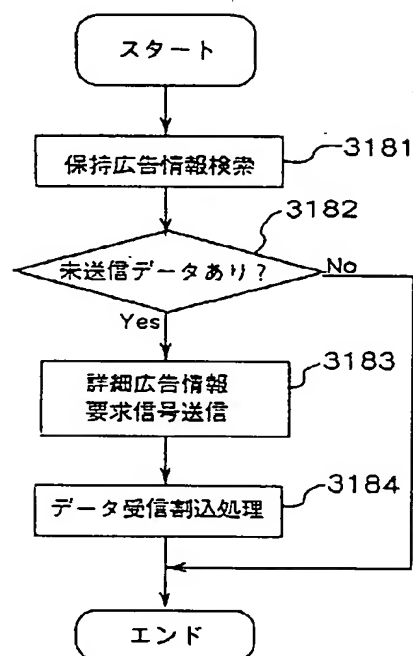 スタート
保持広告情報検索
3181
3182
未送信データあり?
No
Yes
詳細広告情報
要求信号送信
3183
データ受信割込処理
3184
エンド